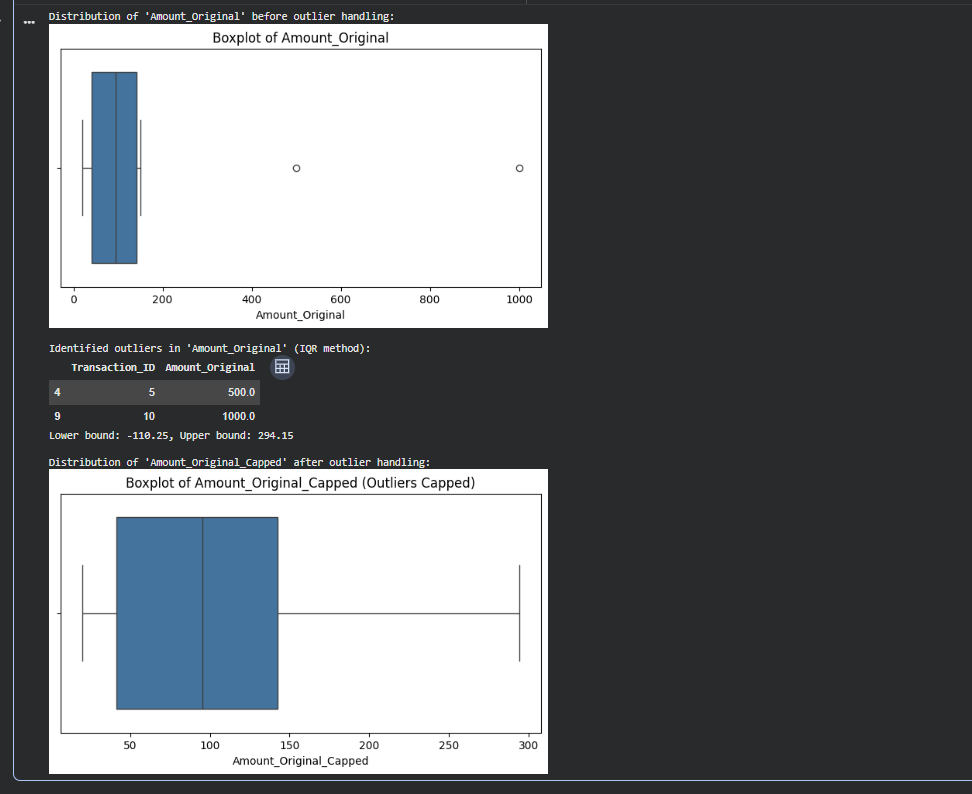 Distribution of 'Amount_Original' before outlier handling:
Boxplot of Amount_Original
0 200 400 600 800 1000
Amount_Original
Identified outliers in 'Amount_Original' (IQR method):
Transaction_ID Amount_Original
4 5 500.0
9 10 1000.0
Lower bound: -110.25, Upper bound: 294.15
Distribution of 'Amount_Original_Capped' after outlier handling:
Boxplot of Amount_Original_Capped (Outliers Capped)
50 100 150 200 250 300
Amount_Original_Capped